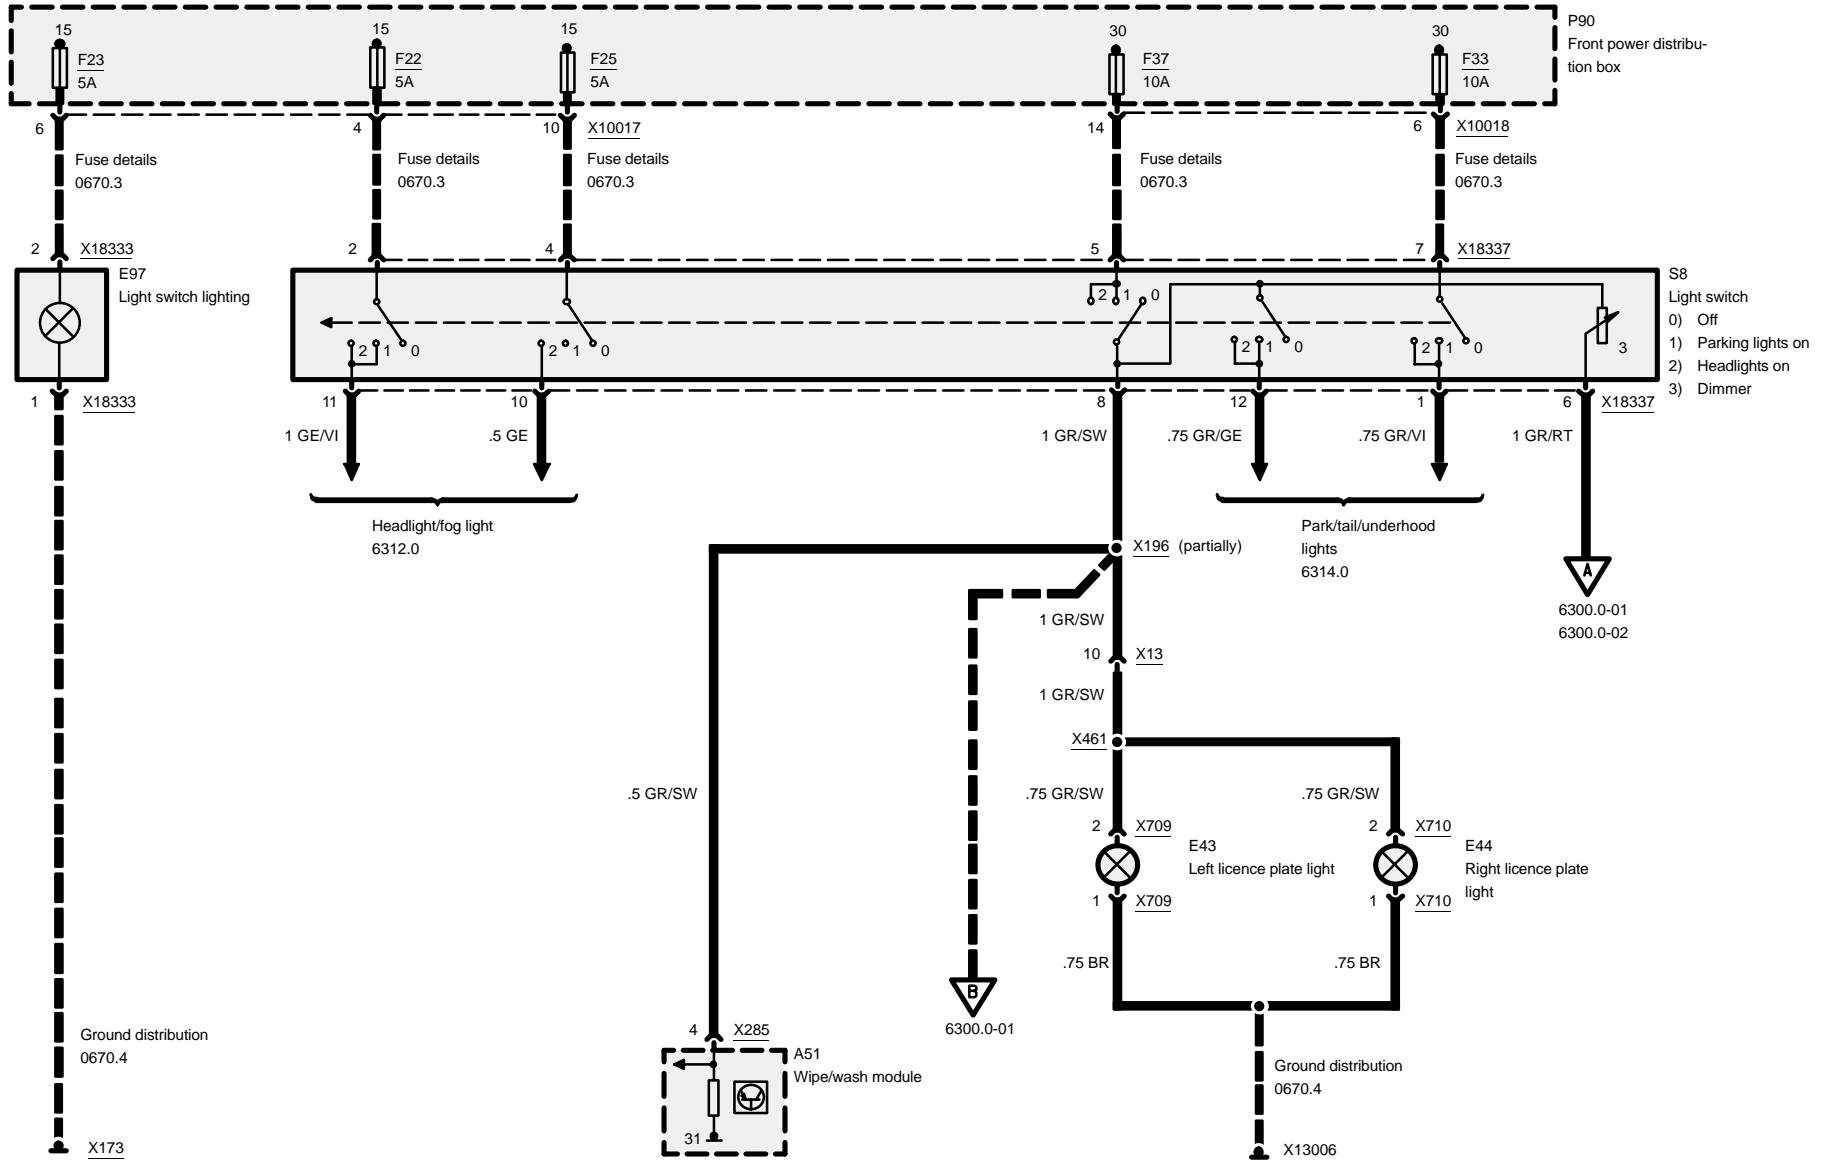 15
15
15
30
30
P90
Front power distribu-
tion box
F23
5A
F22
5A
F25
5A
F37
10A
F33
10A
6
4
10
X10017
14
6
X10018
Fuse details
0670.3
Fuse details
0670.3
Fuse details
0670.3
Fuse details
0670.3
Fuse details
0670.3
2
X18333
2
4
5
7
X18337
E97
Light switch lighting
2 1 0
2 1 0
2 1 0
2 1 0
2 1 0
3
S8
Light switch
0) Off
1) Parking lights on
2) Headlights on
3) Dimmer
1
X18333
11
10
8
12
1
6
X18337
1 GE/VI
.5 GE
1 GR/SW
.75 GR/GE
.75 GR/VI
1 GR/RT
Headlight/fog light
6312.0
Park/tail/underhood
lights
6314.0
X196 (partially)
A
6300.0-01
6300.0-02
1 GR/SW
10
X13
1 GR/SW
X461
.5 GR/SW
.75 GR/SW
.75 GR/SW
2
X709
2
X710
E43
Left licence plate light
E44
Right licence plate
light
1
X709
1
X710
.75 BR
.75 BR
B
6300.0-01
Ground distribution
0670.4
4
X285
A51
Wipe/wash module
31
Ground distribution
0670.4
X173
X13006